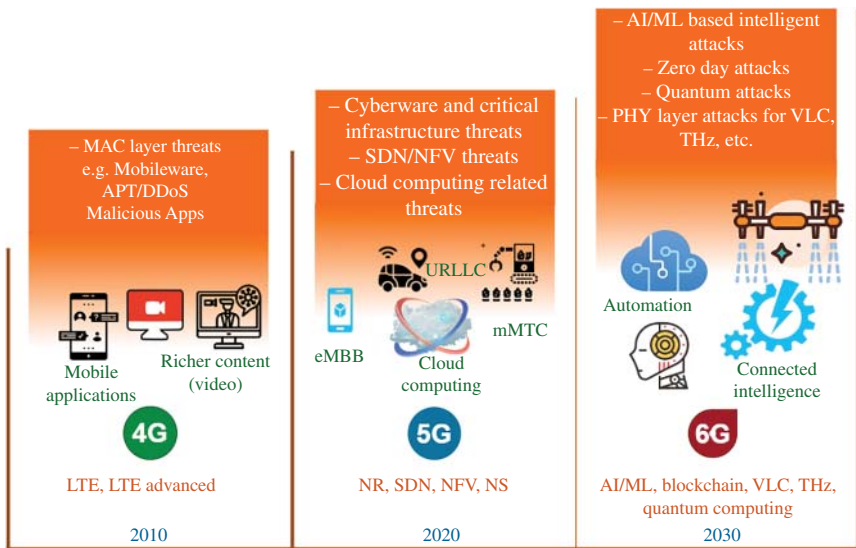 – MAC layer threats
e.g. Mobileware,
APT/DDoS
Malicious Apps
Mobile
applications
Richer content
(video)
4G
LTE, LTE advanced
2010
– Cyberware and critical
infrastructure threats
– SDN/NFV threats
– Cloud computing related
threats
URLLC
eMBB
mMTC
Cloud
computing
5G
NR, SDN, NFV, NS
2020
– AI/ML based intelligent
attacks
– Zero day attacks
– Quantum attacks
– PHY layer attacks for VLC,
THz, etc.
Automation
Connected
intelligence
6G
AI/ML, blockchain, VLC, THz,
quantum computing
2030